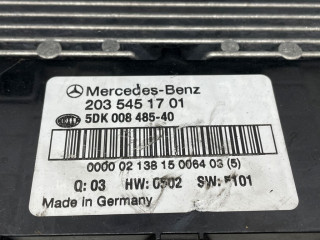 Mercedes-Benz
203 545 17 01
HELLA 5DK 008 485-40
0000 02 138 15 0064 03 (5)
Q: 03 HW: 0502 SW: F101
Made in Germany